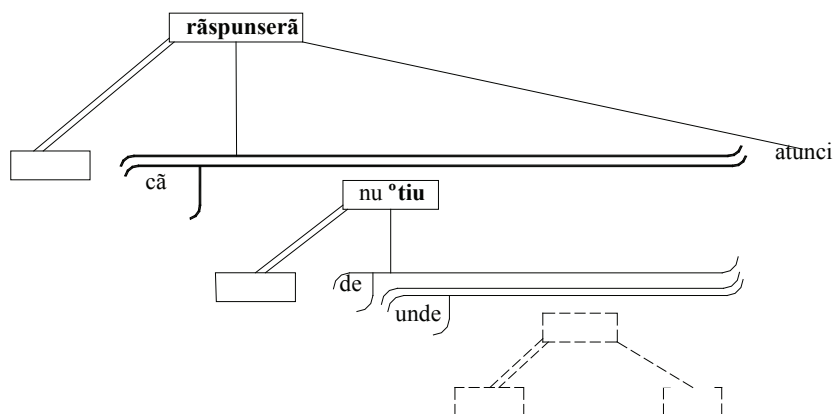 rãspunserã
atunci
cã
nu ºtiu
de
unde